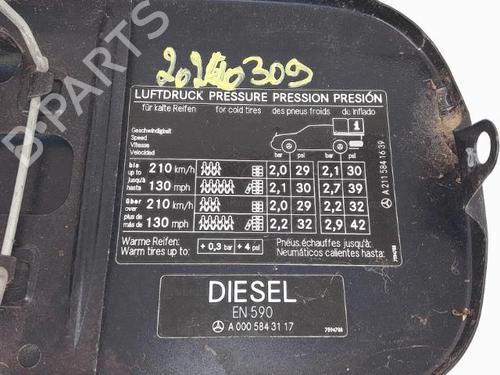 20240309
LUFTDRUCK PRESSURE PRESSION PRESIÓN
für kalte Reifen for cold tires des pneus froids du inflado
Geschwindigkeit
Speed
Vitesse
Velocidad
bar psi bar psi
bis up to 210 km/h 2,0 29 2,1 30
jusqu'à hasta 130 mph 2,1 30 2,7 39
über over 210 km/h 2,2 32 2,2 32
plus de más de 130 mph 2,2 32 2,9 42
Warme Reifen: Pnéus échauffés jusqu'à:
Warm tires up to: + 0,3 bar + 4 psi Neumáticos calientes hasta:
A 211 584 16 39
DIESEL
EN 590
A 000 584 31 17
B-PARTS